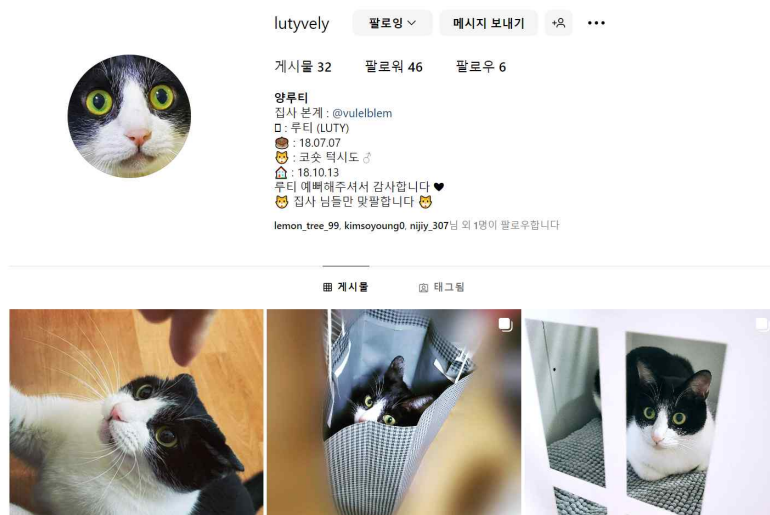 lutyvely 팔로잉 메시지 보내기
게시물 32 팔로워 46 팔로우 6
양루티
집사 본계 : @vulelblem
: 루티 (LUTY)
🎂 : 18.07.07
🐱 : 코숏 턱시도 ♂
🏠 : 18.10.13
루티 예뻐해주셔서 감사합니다 🖤
🐱 집사 님들만 맞팔합니다 🐱
lemon_tree_99, kimsoyoung0, nijiy_307님 외 1명이 팔로우합니다
게시물 태그됨